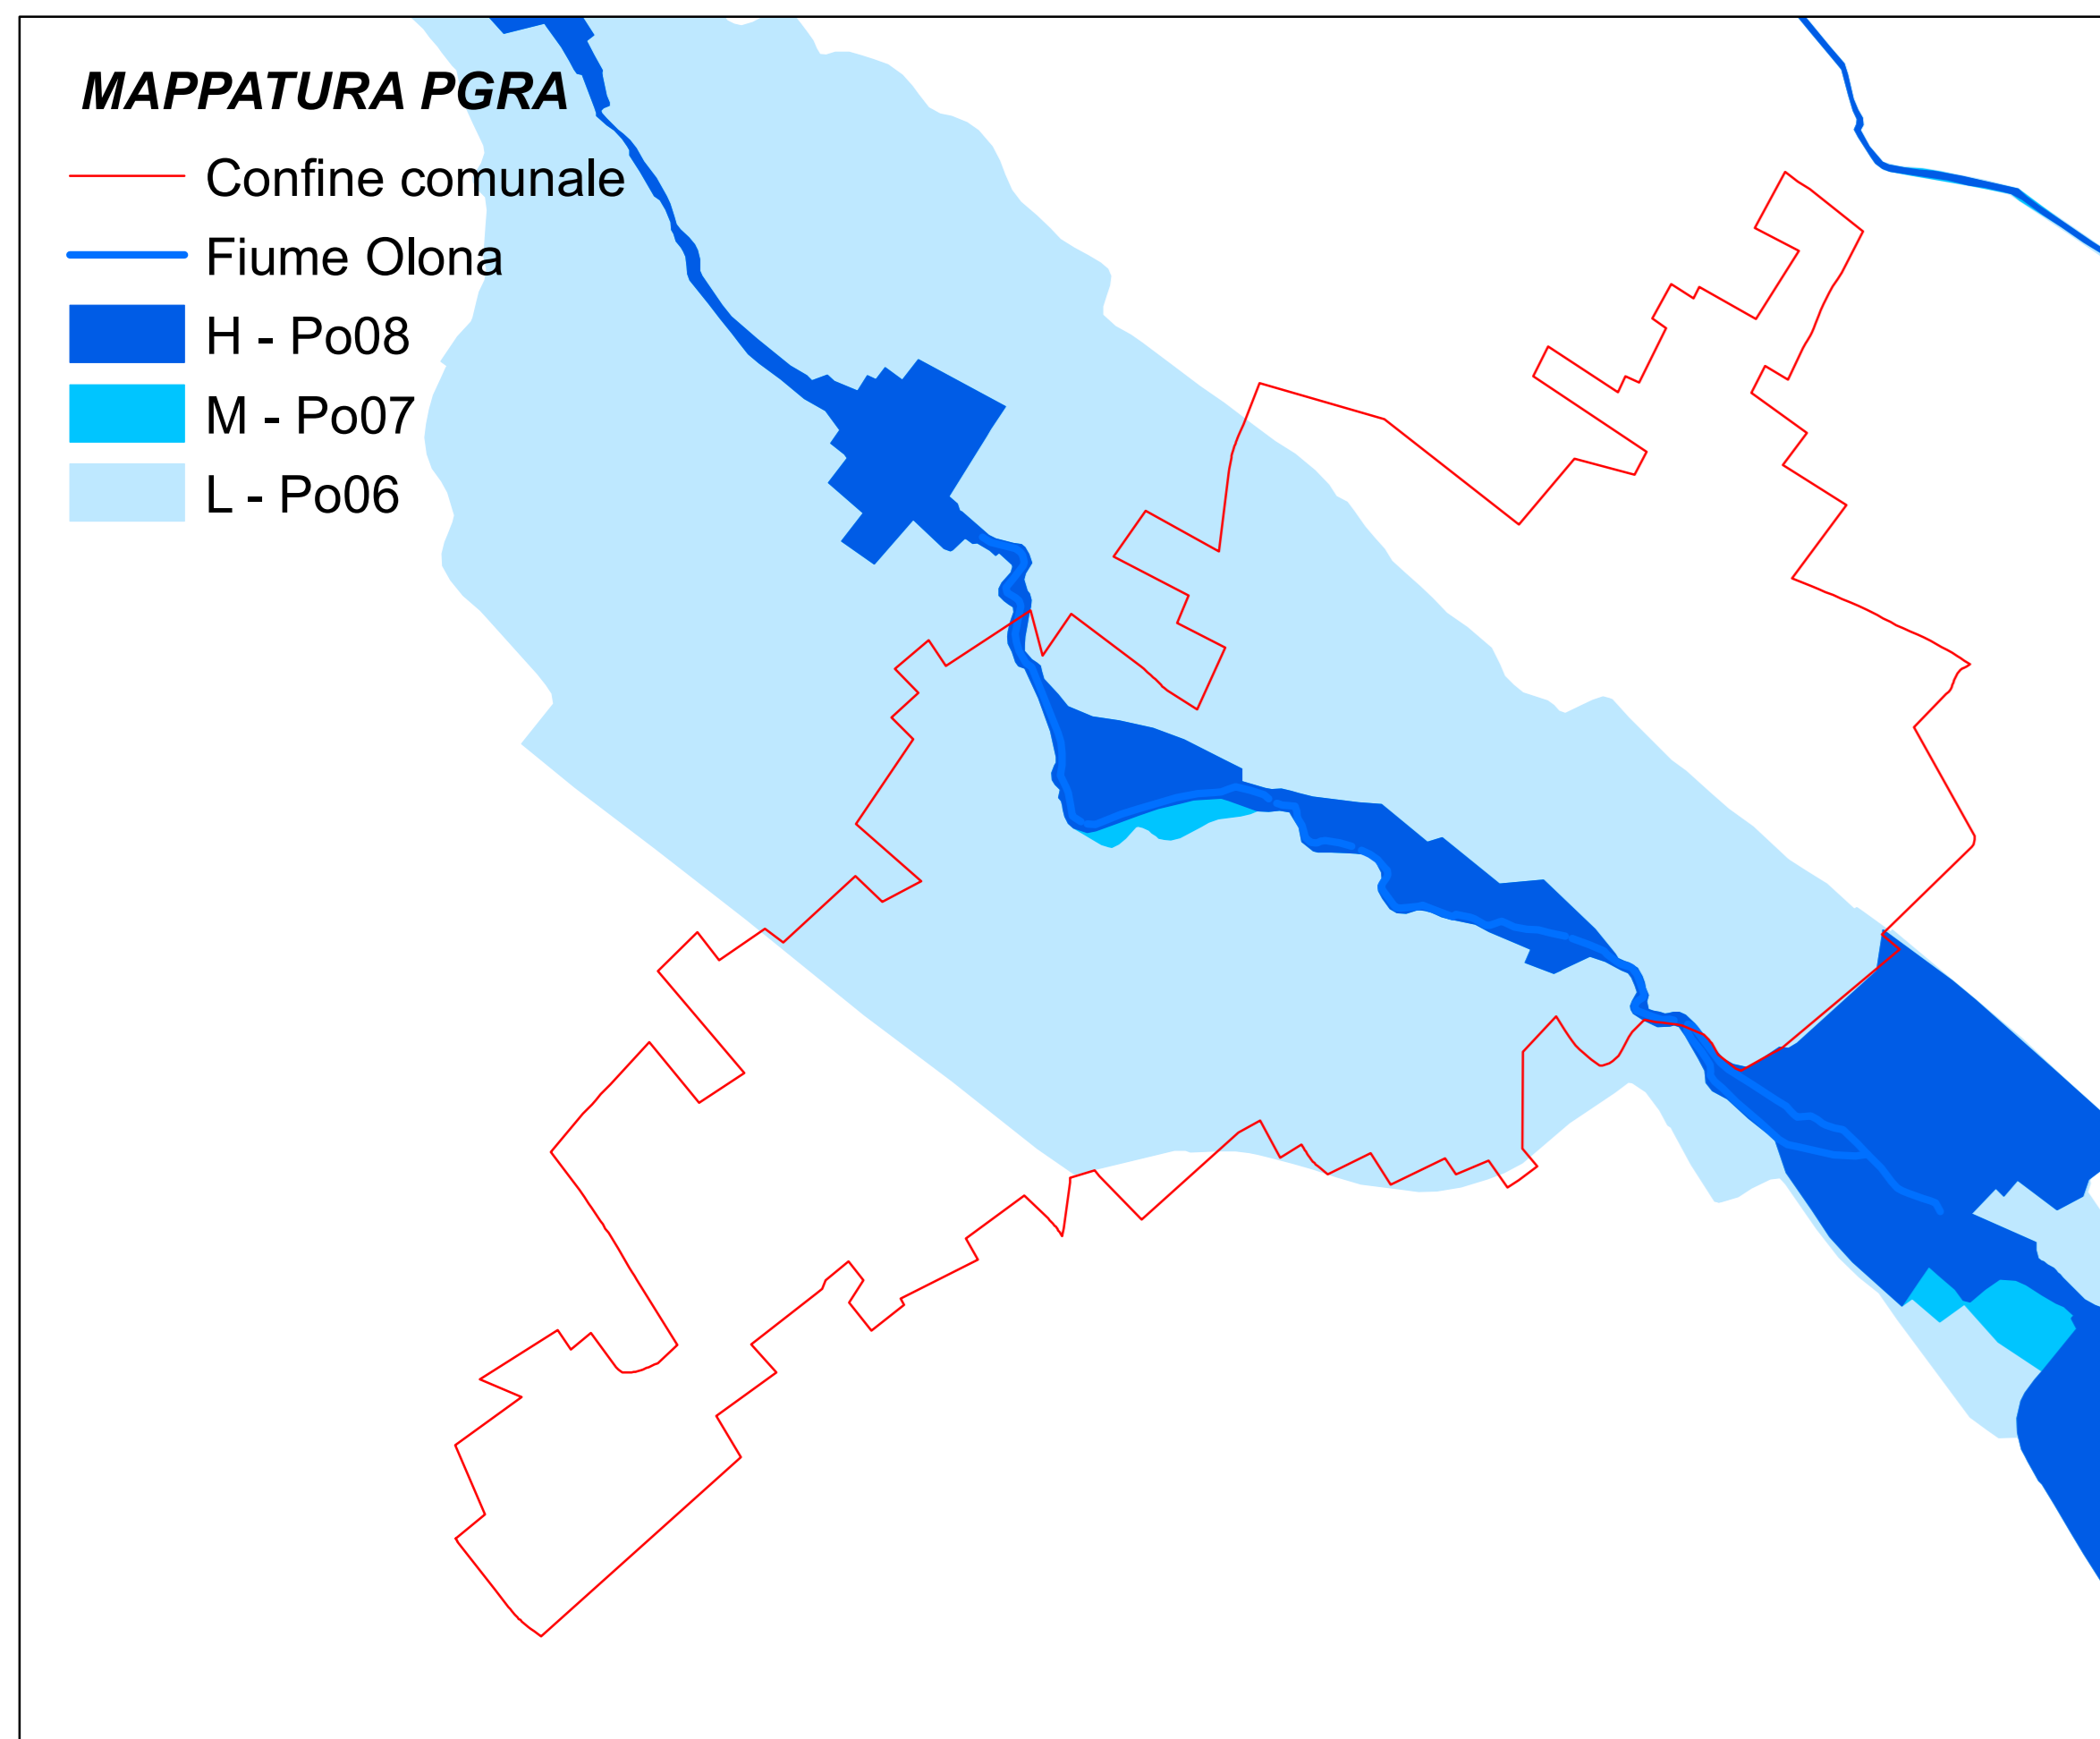 MAPPATURA PGRA
Confine comunale
Fiume Olona
H - Po08
M - Po07
L - Po06